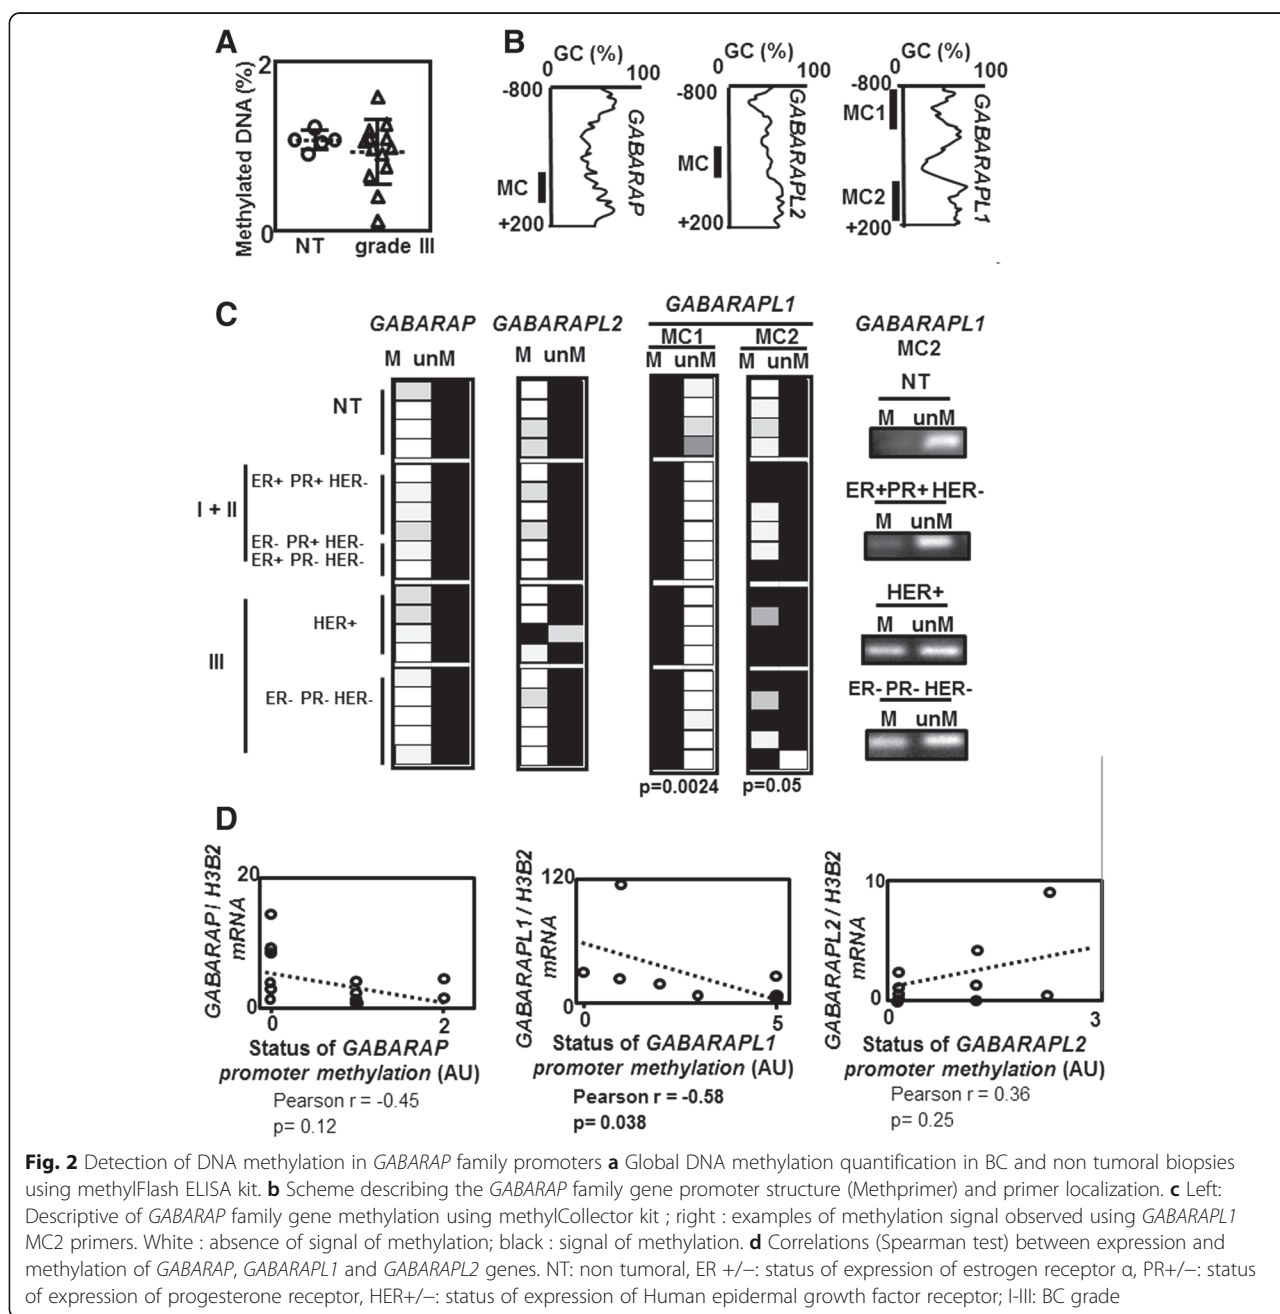 A
2
Methylated DNA (%)
0
NT grade III
B
GC (%)
0 100
-800
MC
+200
GABARAP
GC (%)
0 100
-800
MC
+200
GABARAPL2
GC (%)
0 100
-800
MC1
MC2
+200
GABARAPL1
C
GABARAP
M unM
GABARAPL2
M unM
GABARAPL1
MC1 MC2
M unM M unM
NT
I + II
ER+ PR+ HER-
ER- PR+ HER-
ER+ PR- HER-
III
HER+
ER- PR- HER-
p=0.0024 p=0.05
GABARAPL1
MC2
NT
M unM
ER+PR+HER-
M unM
HER+
M unM
ER- PR- HER-
M unM
D
20
GABARAP/ H3B2
mRNA
0
0 2
Status of GABARAP
promoter methylation (AU)
Pearson r = -0.45
p= 0.12
120
GABARAPL1 / H3B2
mRNA
0
0 5
Status of GABARAPL1
promoter methylation (AU)
Pearson r = -0.58
p= 0.038
10
GABARAPL2 / H3B2
mRNA
0
0 3
Status of GABARAPL2
promoter methylation (AU)
Pearson r = 0.36
p= 0.25
Fig. 2 Detection of DNA methylation in GABARAP family promoters a Global DNA methylation quantification in BC and non tumoral biopsies
using methylFlash ELISA kit. b Scheme describing the GABARAP family gene promoter structure (Methprimer) and primer localization. c Left:
Descriptive of GABARAP family gene methylation using methylCollector kit ; right : examples of methylation signal observed using GABARAPL1
MC2 primers. White : absence of signal of methylation; black : signal of methylation. d Correlations (Spearman test) between expression and
methylation of GABARAP, GABARAPL1 and GABARAPL2 genes. NT: non tumoral, ER +/−: status of expression of estrogen receptor α, PR+/−: status
of expression of progesterone receptor, HER+/−: status of expression of Human epidermal growth factor receptor; I-III: BC grade